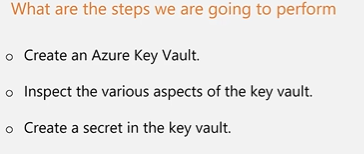 What are the steps we are going to perform
o Create an Azure Key Vault.
o Inspect the various aspects of the key vault.
o Create a secret in the key vault.